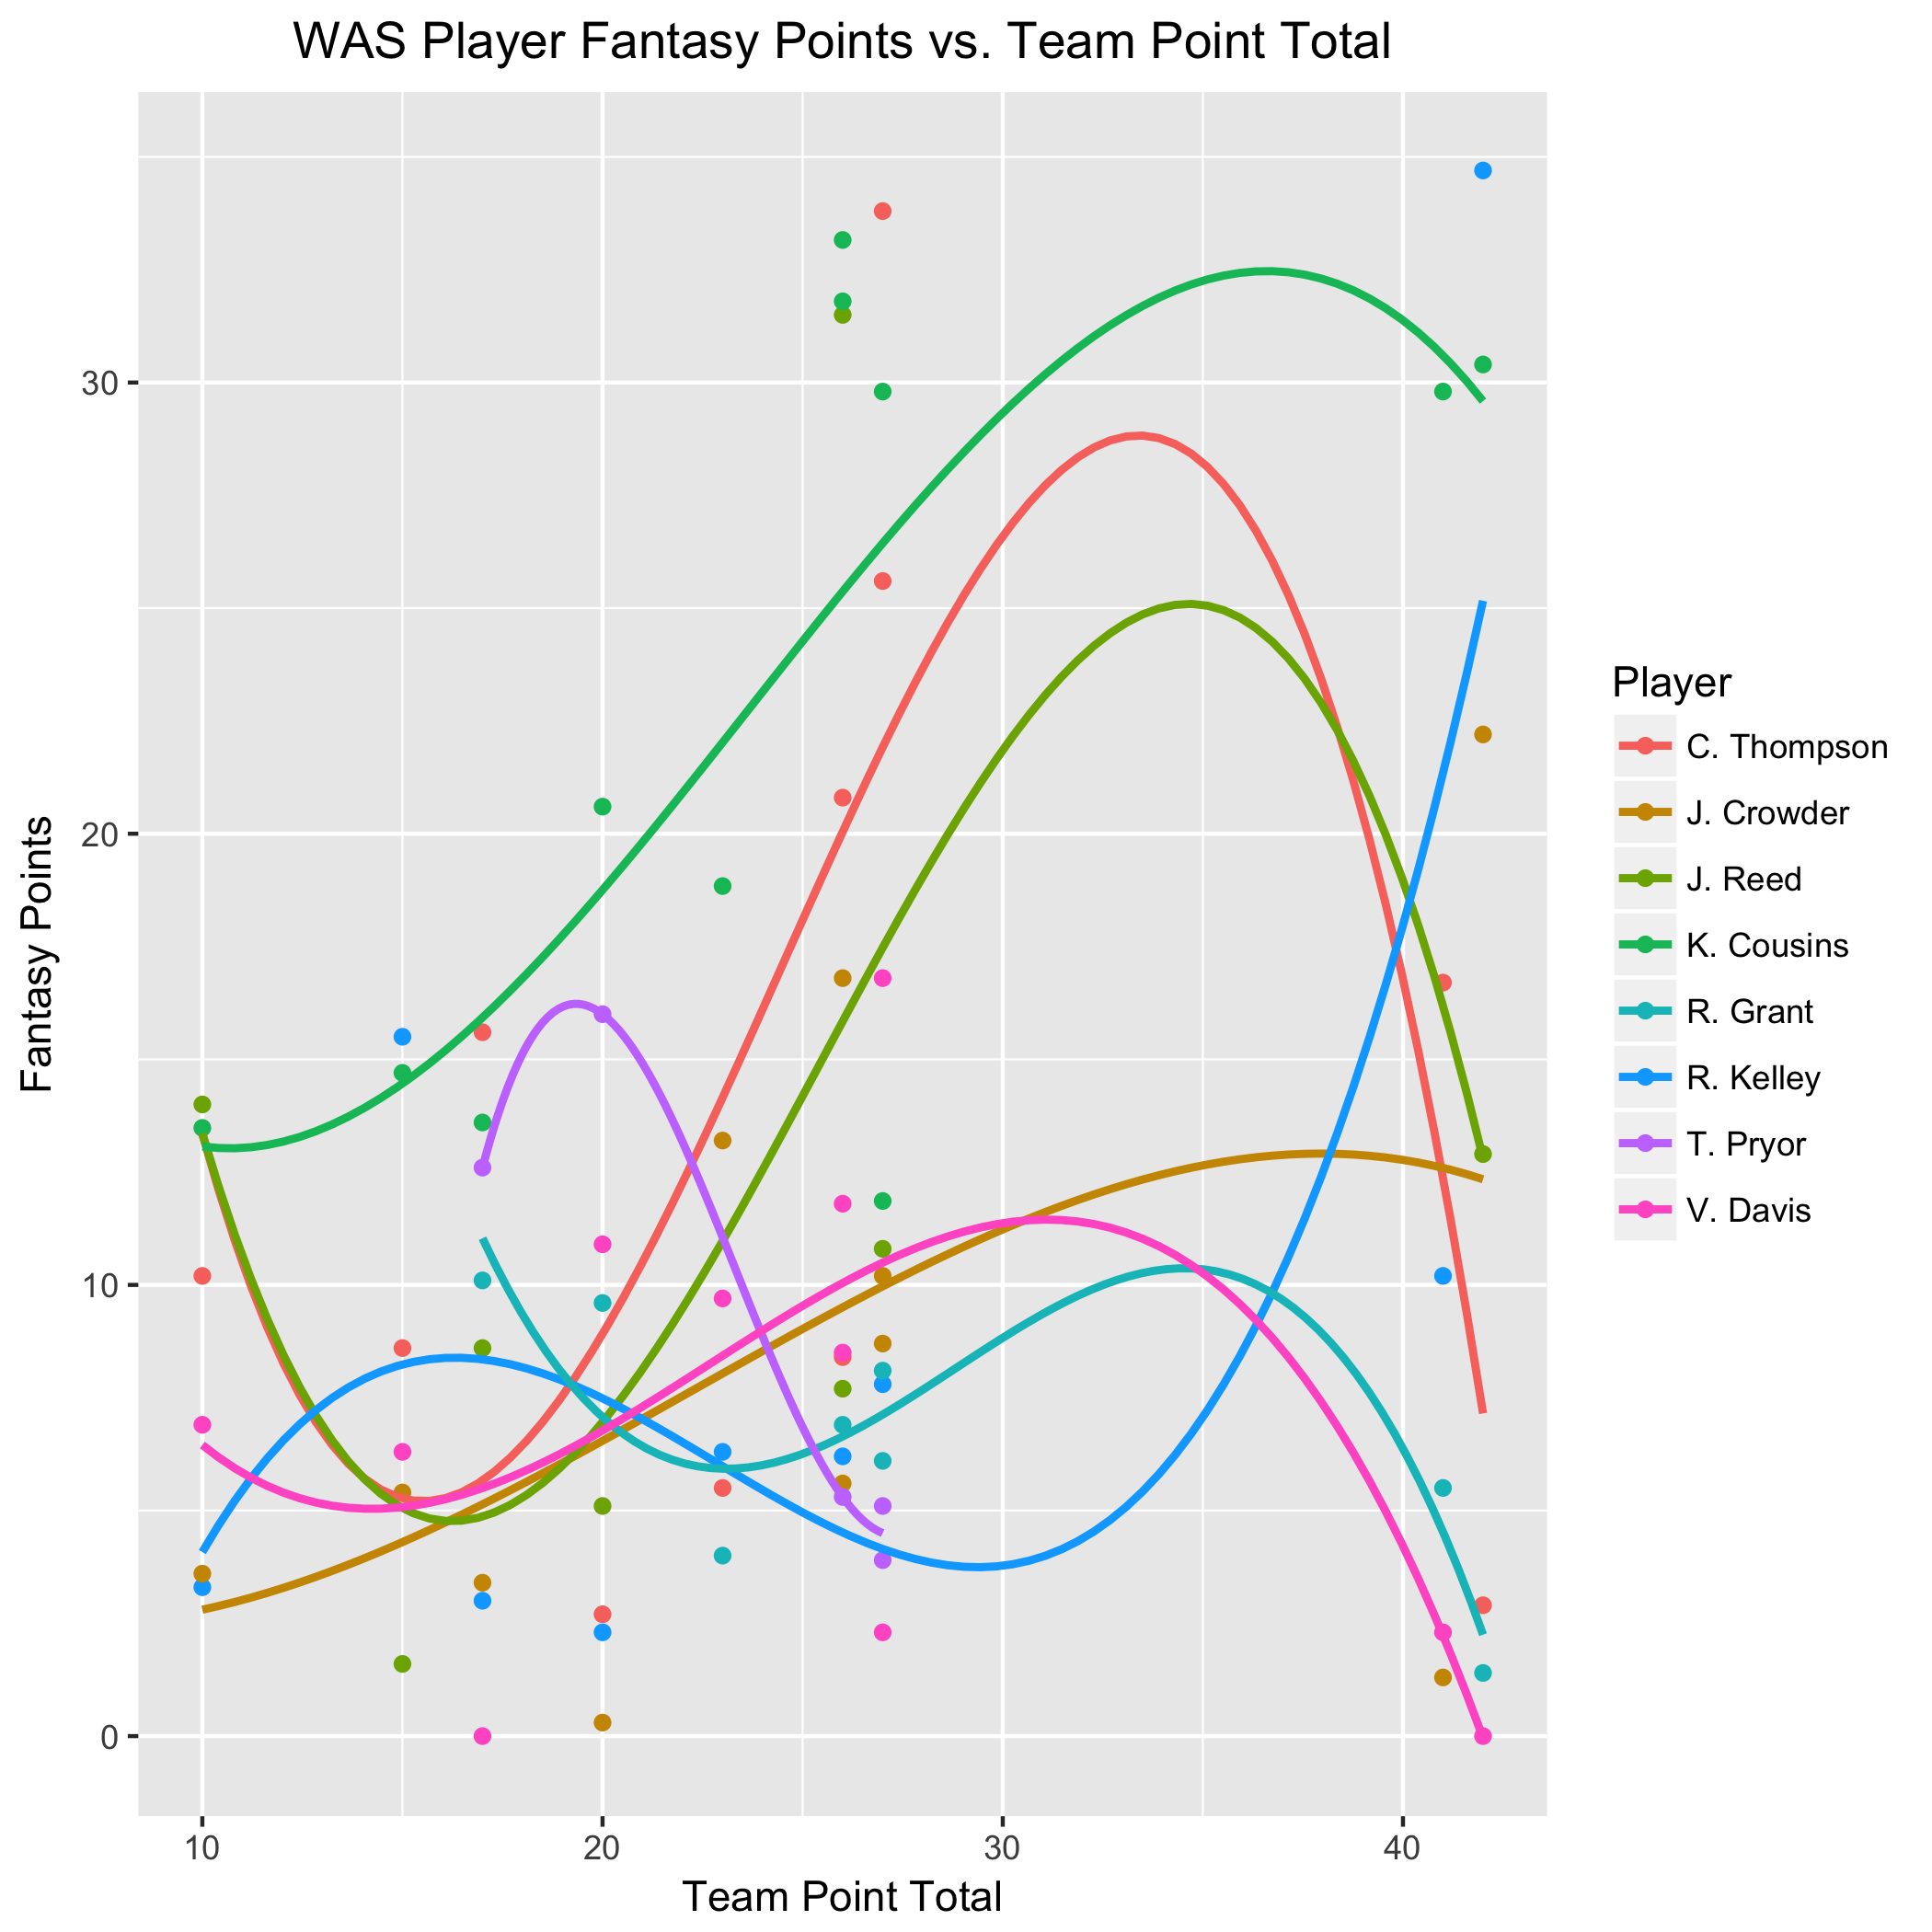 WAS Player Fantasy Points vs. Team Point Total
Fantasy Points
30
20
10
0
10 20 30 40
Team Point Total
Player
C. Thompson
J. Crowder
J. Reed
K. Cousins
R. Grant
R. Kelley
T. Pryor
V. Davis